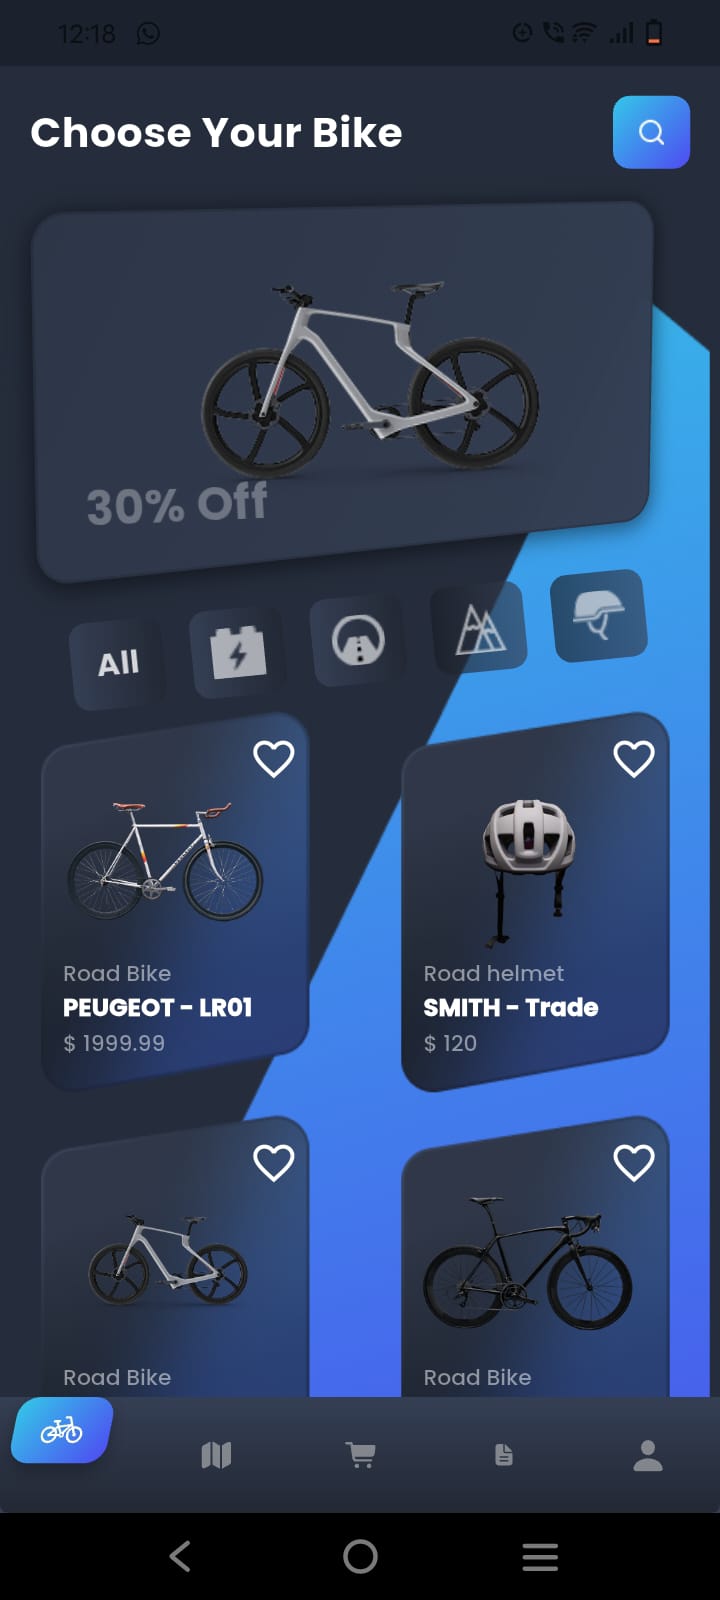 12:18
Choose Your Bike
30% Off
All
Road Bike
PEUGEOT - LR01
$ 1999.99
Road helmet
SMITH - Trade
$ 120
Road Bike
Road Bike